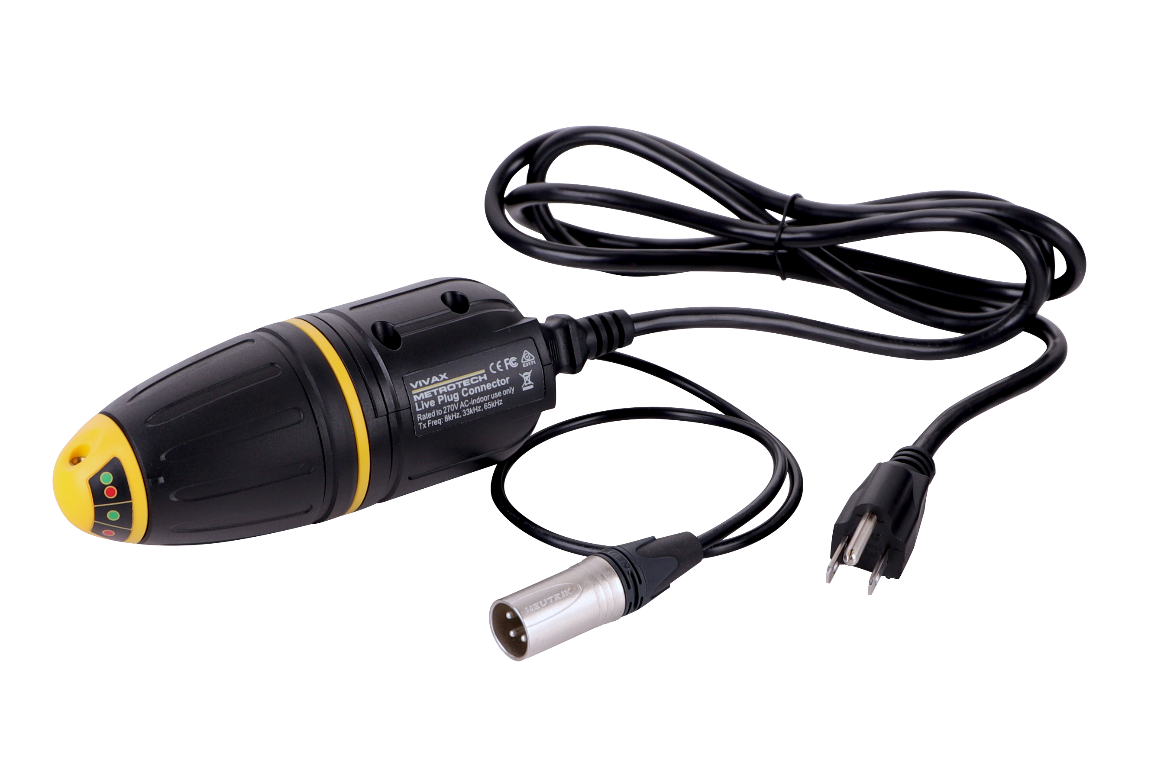 VIVAX
METROTECH
Live Plug Connector
Rated to 270V AC-indoor use only
Tx Freq: 8kHz, 33kHz, 65kHz
CE FC
NEUTRIK